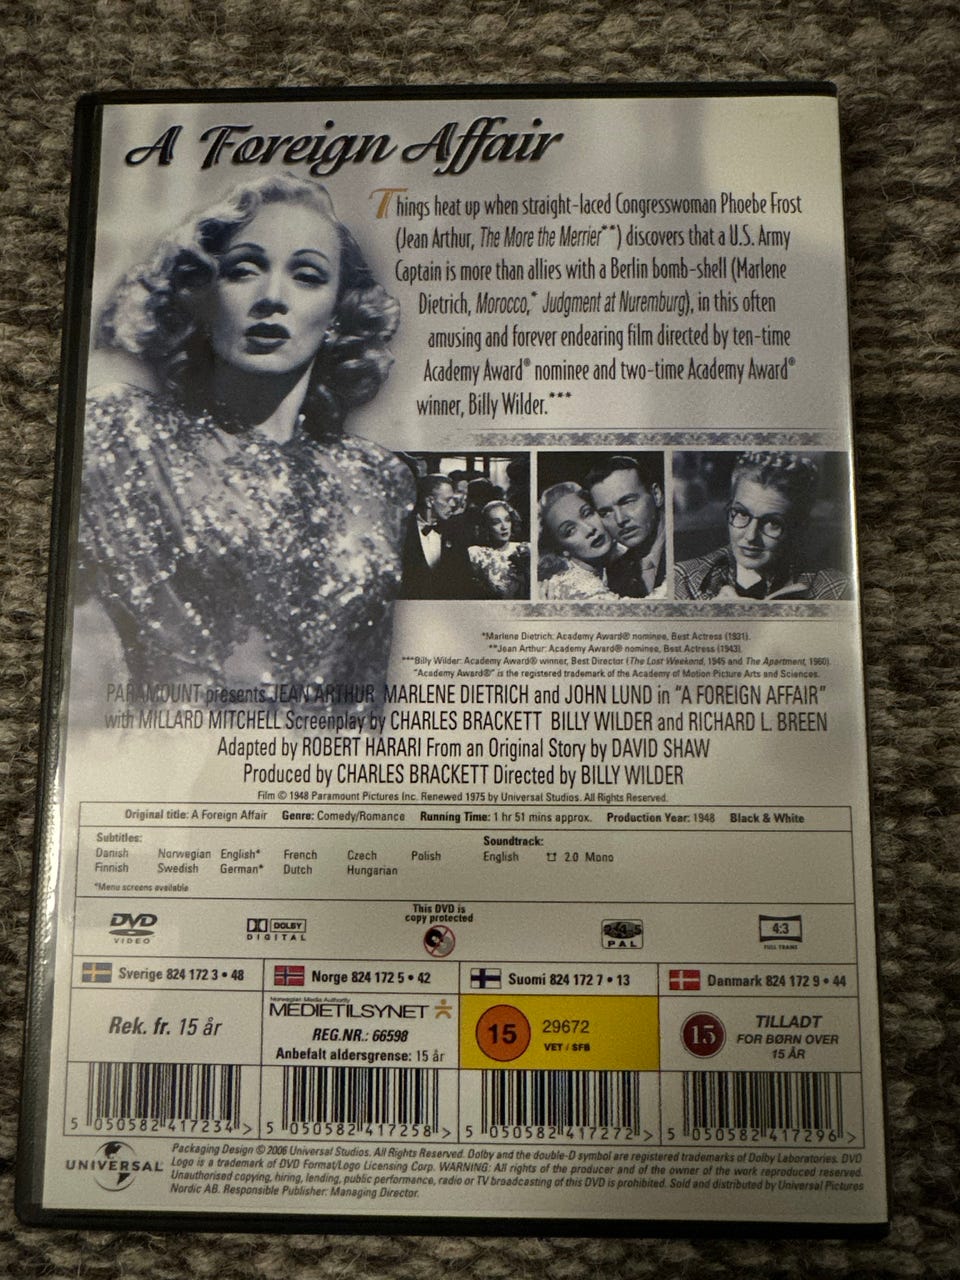 A Foreign Affair
Things heat up when straight-laced Congresswoman Phoebe Frost
(Jean Arthur, The More the Merrier**) discovers that a U.S. Army
Captain is more than allies with a Berlin bomb-shell (Marlene
Dietrich, Morocco,* Judgment at Nuremburg), in this often
amusing and forever endearing film directed by ten-time
Academy Award® nominee and two-time Academy Award®
winner, Billy Wilder.***
*Marlene Dietrich: Academy Award® nominee, Best Actress (1931).
**Jean Arthur: Academy Award® nominee, Best Actress (1943).
***Billy Wilder: Academy Award® winner, Best Director (The Lost Weekend, 1945 and The Apartment, 1960).
"Academy Award®" is the registered trademark of the Academy of Motion Picture Arts and Sciences.
PARAMOUNT presents JEAN ARTHUR MARLENE DIETRICH and JOHN LUND in "A FOREIGN AFFAIR"
with MILLARD MITCHELL Screenplay by CHARLES BRACKETT BILLY WILDER and RICHARD L. BREEN
Adapted by ROBERT HARARI From an Original Story by DAVID SHAW
Produced by CHARLES BRACKETT Directed by BILLY WILDER
Film © 1948 Paramount Pictures Inc. Renewed 1975 by Universal Studios. All Rights Reserved.
Original title: A Foreign Affair Genre: Comedy/Romance Running Time: 1 hr 51 mins approx. Production Year: 1948 Black & White
Subtitles: Soundtrack:
Danish Norwegian English* French Czech Polish English 2.0 Mono
Finnish Swedish German* Dutch Hungarian
*Menu screens available
DVD VIDEO
DOLBY DIGITAL
This DVD is
copy protected
2 4 5 PAL
4:3
FULL FRAME
Sverige 824 172 3 • 48 Norge 824 172 5 • 42 Suomi 824 172 7 • 13 Danmark 824 172 9 • 44
Rek. fr. 15 år
Norwegian Media Authority
MEDIETILSYNET
REG.NR.: 66598
Anbefalt aldersgrense: 15 år
15
29672
VET / SFB
15
TILLADT
FOR BØRN OVER
15 ÅR
5 050582 417234 >
5 050582 417258 >
5 050582 417272 >
5 050582 417296 >
UNIVERSAL
Packaging Design © 2006 Universal Studios. All Rights Reserved. Dolby and the double-D symbol are registered trademarks of Dolby Laboratories. DVD
Logo is a trademark of DVD Format/Logo Licensing Corp. WARNING: All rights of the producer and of the owner of the work reproduced reserved.
Unauthorised copying, hiring, lending, public performance, radio or TV broadcasting of this DVD is prohibited. Sold and distributed by Universal Pictures
Nordic AB. Responsible Publisher: Managing Director.